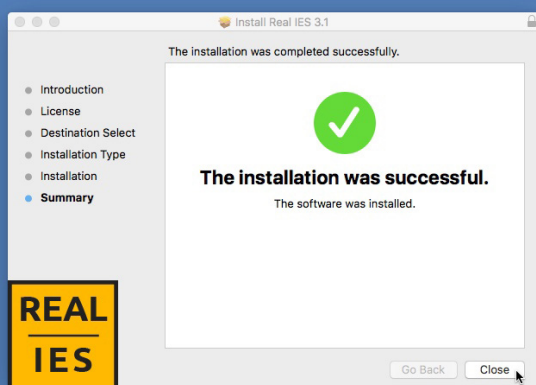 Install Real IES 3.1
The installation was completed successfully.
Introduction
License
Destination Select
Installation Type
Installation
Summary
The installation was successful.
The software was installed.
REAL
IES
Go Back
Close